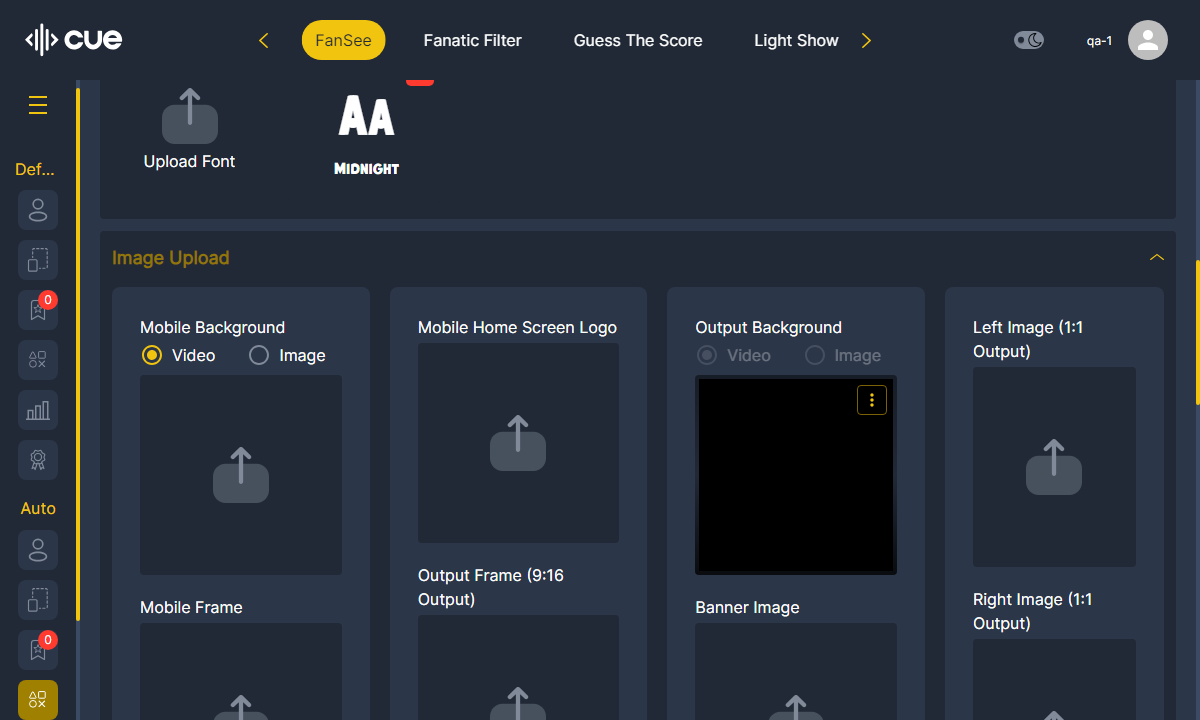 cue
FanSee
Fanatic Filter
Guess The Score
Light Show
qa-1
Def...
0
Auto
0
Upload Font
AA
MIDNIGHT
Image Upload
Mobile Background
Video
Image
Mobile Frame
Mobile Home Screen Logo
Output Frame (9:16
Output)
Output Background
Video
Image
Banner Image
Left Image (1:1
Output)
Right Image (1:1
Output)